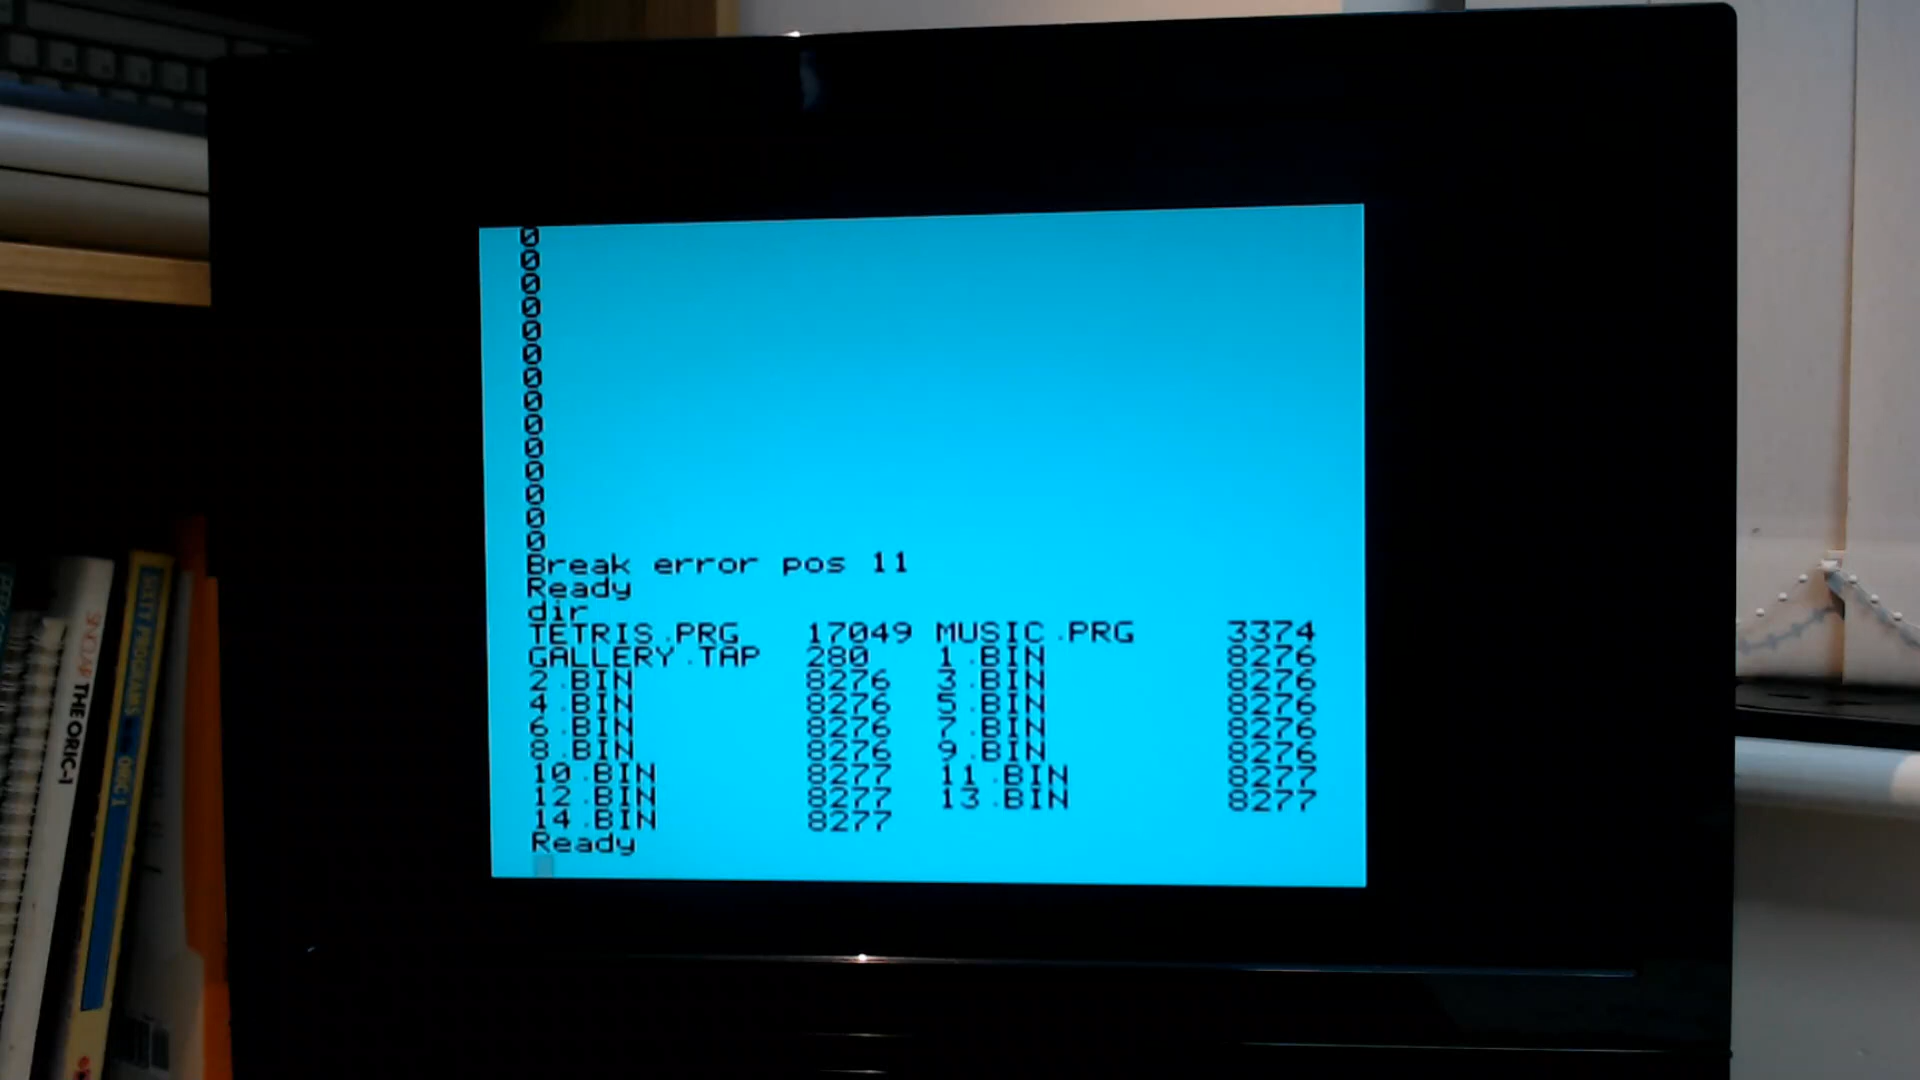 0
0
0
0
0
0
0
0
0
0
0
0
0
0
Break error pos 11
Ready
dir
TETRIS.PRG 17049 MUSIC.PRG 3374
GALLERY.TAP 280 1.BIN 8276
2.BIN 8276 3.BIN 8276
4.BIN 8276 5.BIN 8276
6.BIN 8276 7.BIN 8276
8.BIN 8276 9.BIN 8276
10.BIN 8277 11.BIN 8277
12.BIN 8277 13.BIN 8277
14.BIN 8277
Ready
SINCLAIR THE ORIC-1